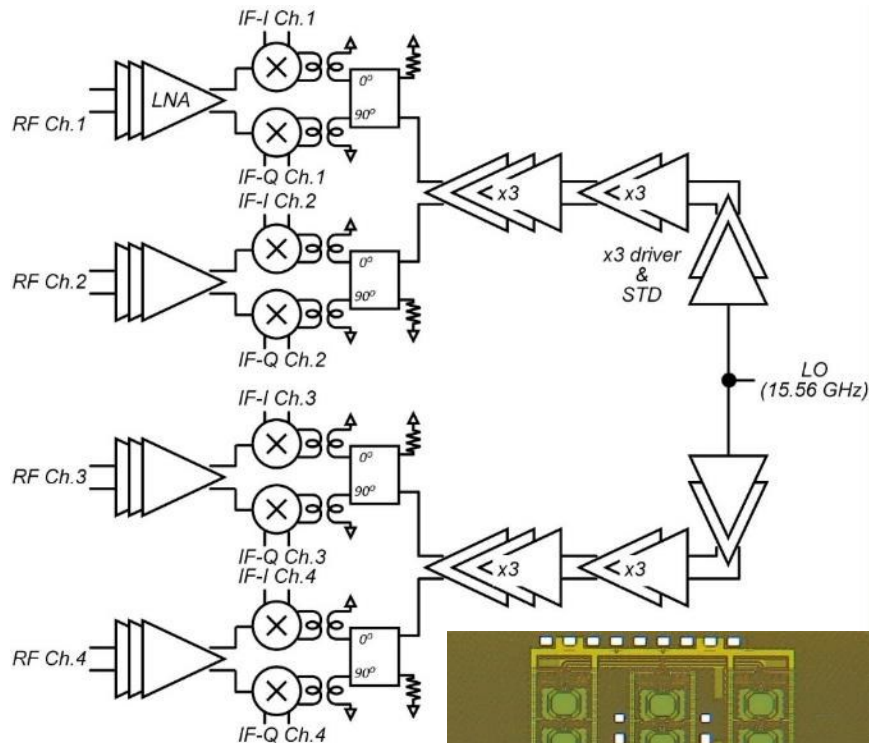 IF-I Ch.1
LNA
RF Ch.1
0°
90°
IF-Q Ch.1
IF-I Ch.2
x3
x3
x3 driver
&
STD
RF Ch.2
0°
90°
IF-Q Ch.2
LO
(15.56 GHz)
IF-I Ch.3
RF Ch.3
0°
90°
IF-Q Ch.3
IF-I Ch.4
x3
x3
RF Ch.4
0°
90°
IF-Q Ch.4